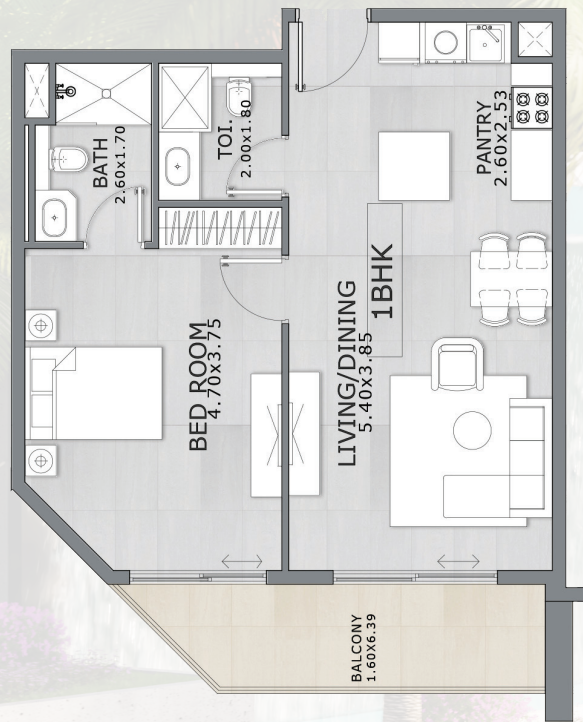 BATH
2.60x1.70
TOI.
2.00x1.80
PANTRY
2.60x2.53
1BHK
BED ROOM
4.70x3.75
LIVING/DINING
5.40x3.85
BALCONY
1.60X6.39